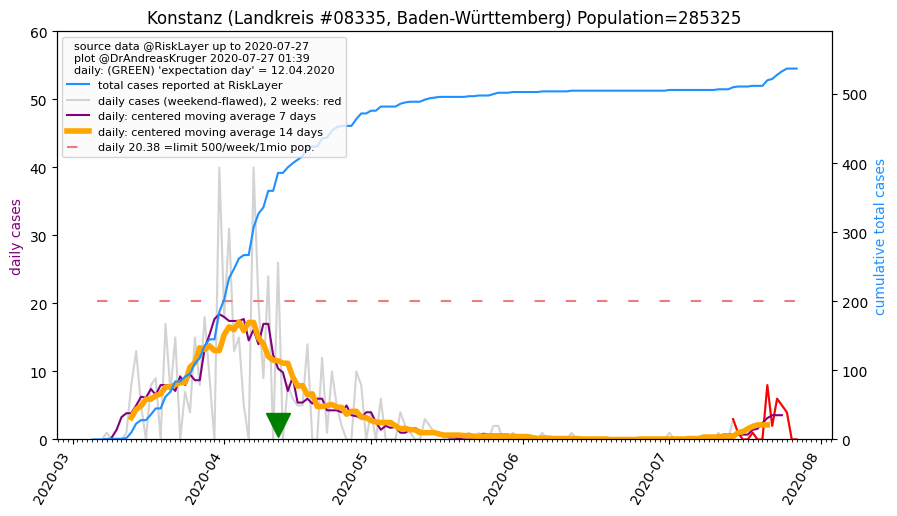 Konstanz (Landkreis #08335, Baden-Württemberg) Population=285325
source data @RiskLayer up to 2020-07-27
plot @DrAndreasKruger 2020-07-27 01:39
daily: (GREEN) 'expectation day' = 12.04.2020
total cases reported at RiskLayer
daily cases (weekend-flawed), 2 weeks: red
daily: centered moving average 7 days
daily: centered moving average 14 days
daily 20.38 =limit 500/week/1mio pop.
daily cases
60
50
40
30
20
10
0
cumulative total cases
500
400
300
200
100
0
2020-03
2020-04
2020-05
2020-06
2020-07
2020-08